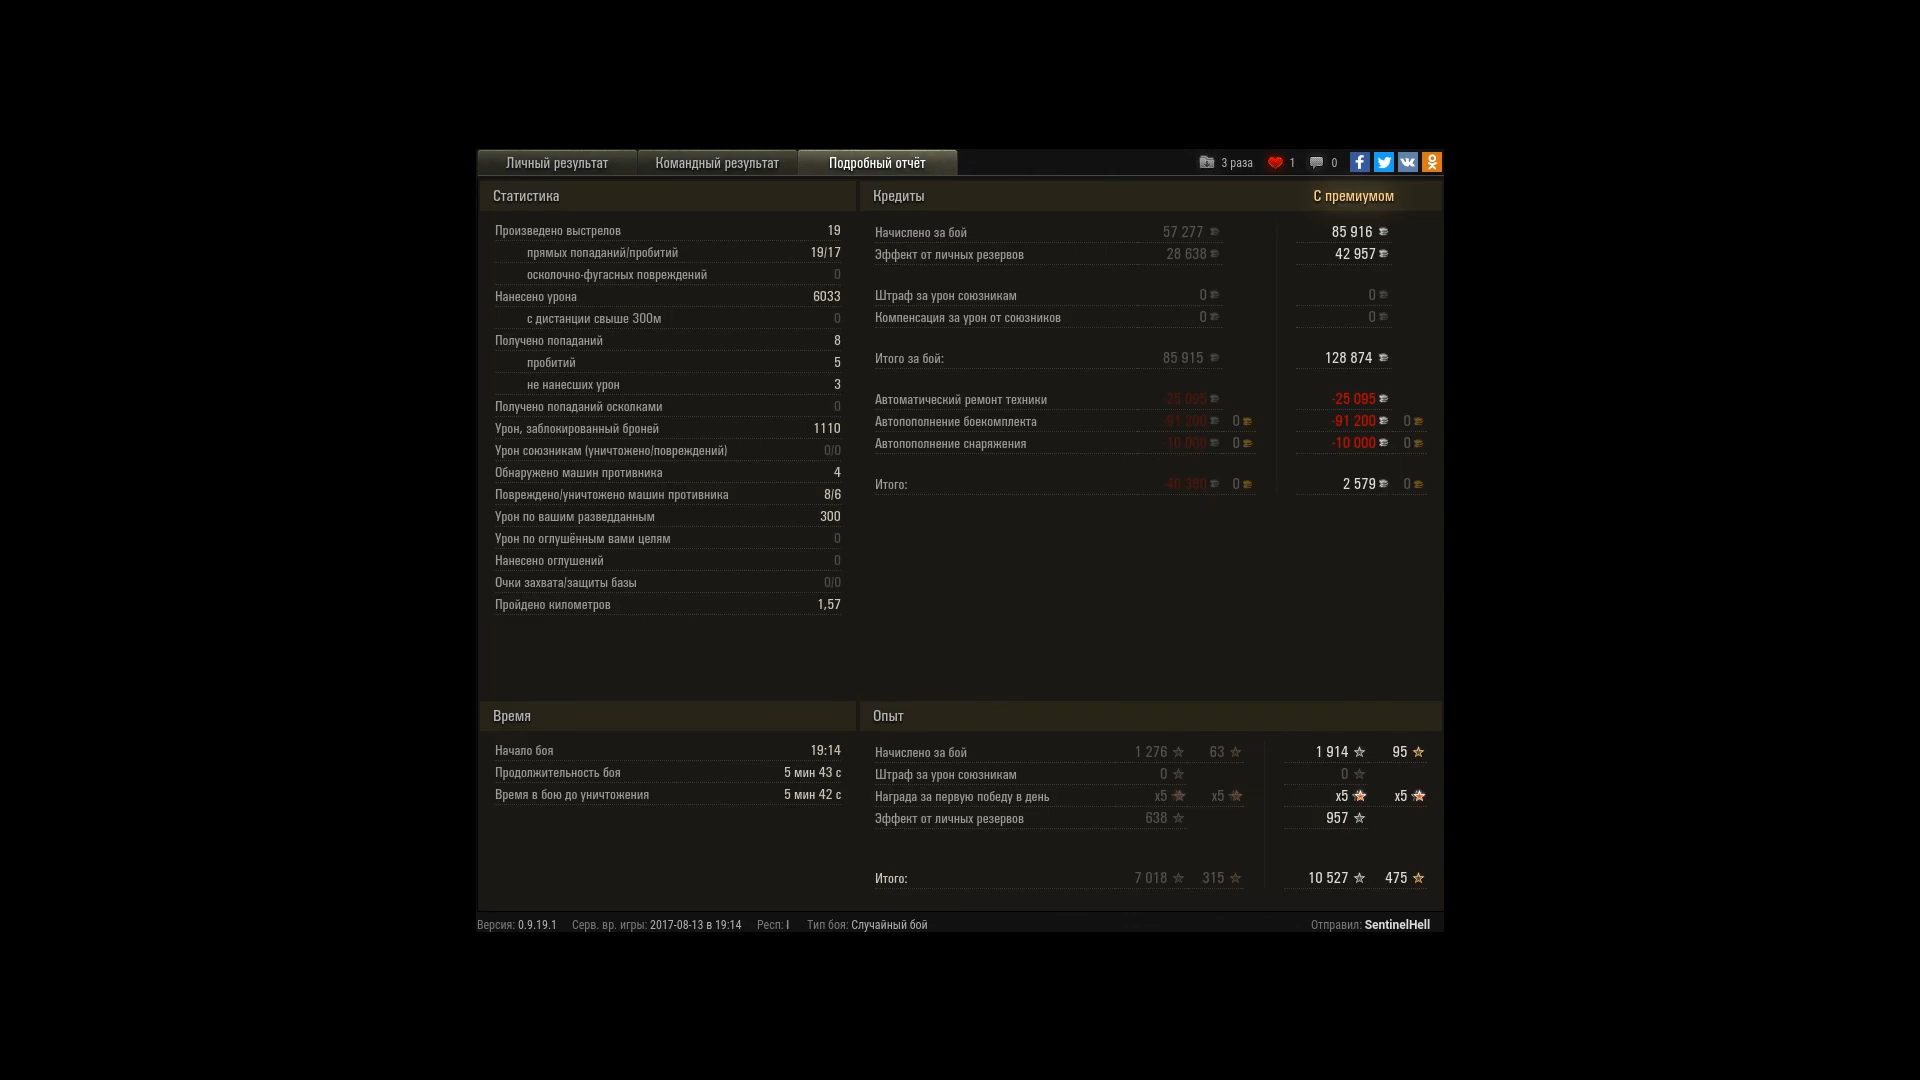 Личный результат Командный результат Подробный отчёт 3 раза 1 0
Статистика
Произведено выстрелов 19
прямых попаданий/пробитий 19/17
осколочно-фугасных повреждений 0
Нанесено урона 6033
с дистанции свыше 300м 0
Получено попаданий 8
пробитий 5
не нанесших урон 3
Получено попаданий осколками 0
Урон, заблокированный броней 1110
Урон союзникам (уничтожено/повреждений) 0/0
Обнаружено машин противника 4
Повреждено/уничтожено машин противника 8/6
Урон по вашим разведданным 300
Урон по оглушённым вами целям 0
Нанесено оглушений 0
Очки захвата/защиты базы 0/0
Пройдено километров 1,57
Кредиты С премиумом
Начислено за бой 57 277 85 916
Эффект от личных резервов 28 638 42 957
Штраф за урон союзникам 0 0
Компенсация за урон от союзников 0 0
Итого за бой: 85 915 128 874
Автоматический ремонт техники -25 095 -25 095
Автопополнение боекомплекта -91 200 0 -91 200 0
Автопополнение снаряжения -10 000 0 -10 000 0
Итого: -40 380 0 2 579 0
Время
Начало боя 19:14
Продолжительность боя 5 мин 43 с
Время в бою до уничтожения 5 мин 42 с
Опыт
Начислено за бой 1 276 63 1 914 95
Штраф за урон союзникам 0 0
Награда за первую победу в день x5 x5 x5 x5
Эффект от личных резервов 638 957
Итого: 7 018 315 10 527 475
Версия: 0.9.19.1 Серв. вр. игры: 2017-08-13 в 19:14 Респ: I Тип боя: Случайный бой Отправил: SentinelHell